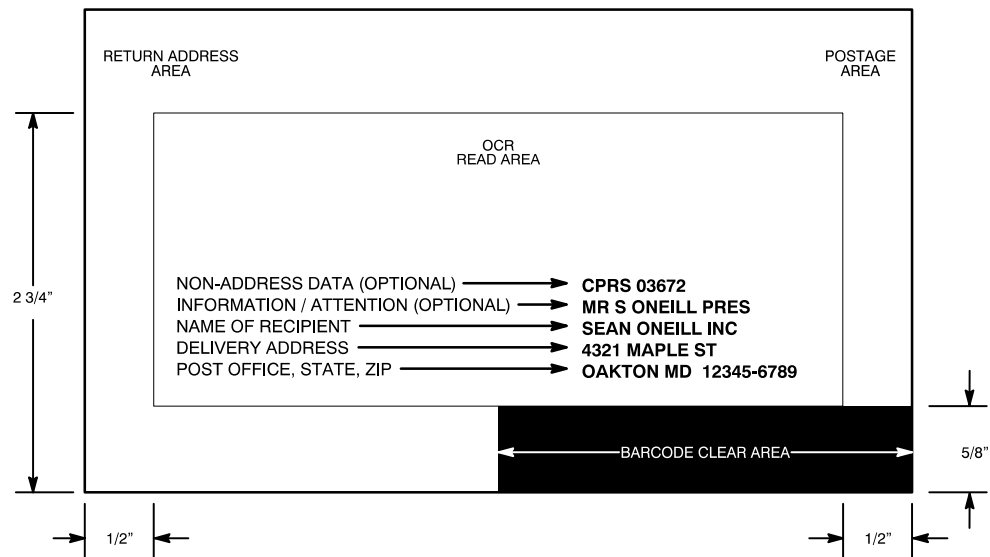 RETURN ADDRESS
AREA
POSTAGE
AREA
OCR
READ AREA
2 3/4”
NON-ADDRESS DATA (OPTIONAL) CPRS 03672
INFORMATION / ATTENTION (OPTIONAL) MR S ONEILL PRES
NAME OF RECIPIENT SEAN ONEILL INC
DELIVERY ADDRESS 4321 MAPLE ST
POST OFFICE, STATE, ZIP OAKTON MD 12345-6789
BARCODE CLEAR AREA
5/8”
1/2”
1/2”